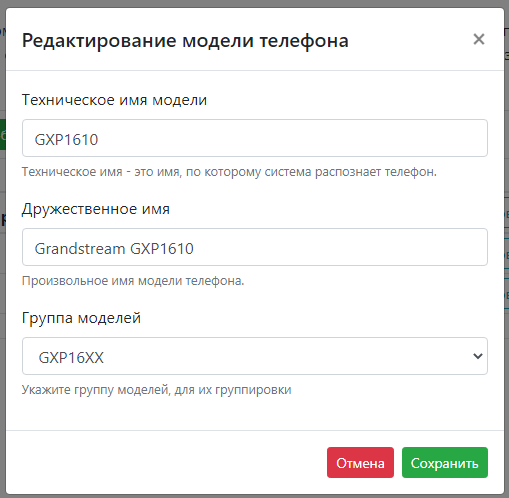 Редактирование модели телефона ×
Техническое имя модели
GXP1610
Техническое имя - это имя, по которому система распознает телефон.
Дружественное имя
Grandstream GXP1610
Произвольное имя модели телефона.
Группа моделей
GXP16XX
Укажите группу моделей, для их группировки
Отмена Сохранить